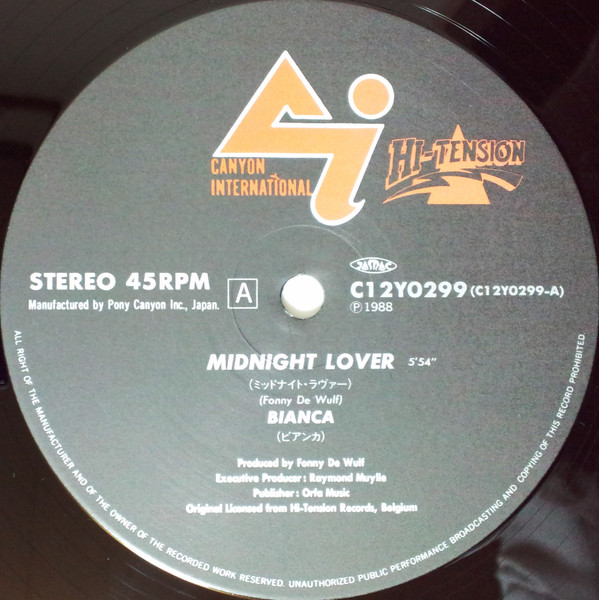 CANYON
INTERNATIONAL
HI-TENSION
STEREO 45RPM
Manufactured by Pony Canyon Inc., Japan.
A
JASRAC
C12Y0299 (C12Y0299-A)
Ⓟ 1988
MIDNIGHT LOVER 5'54"
(ミッドナイト・ラヴァー)
(Fonny De Wulf)
BIANCA
(ビアンカ)
Produced by Fonny De Wulf
Executive Producer : Raymond Muylle
Publisher : Orfa Music
Original Licensed from Hi-Tension Records, Belgium
ALL RIGHT OF THE MANUFACTURER AND OF THE OWNER OF THE RECORDED WORK RESERVED. UNAUTHORIZED PUBLIC PERFORMANCE BROADCASTING AND COPYING OF THIS RECORD PROHIBITED.